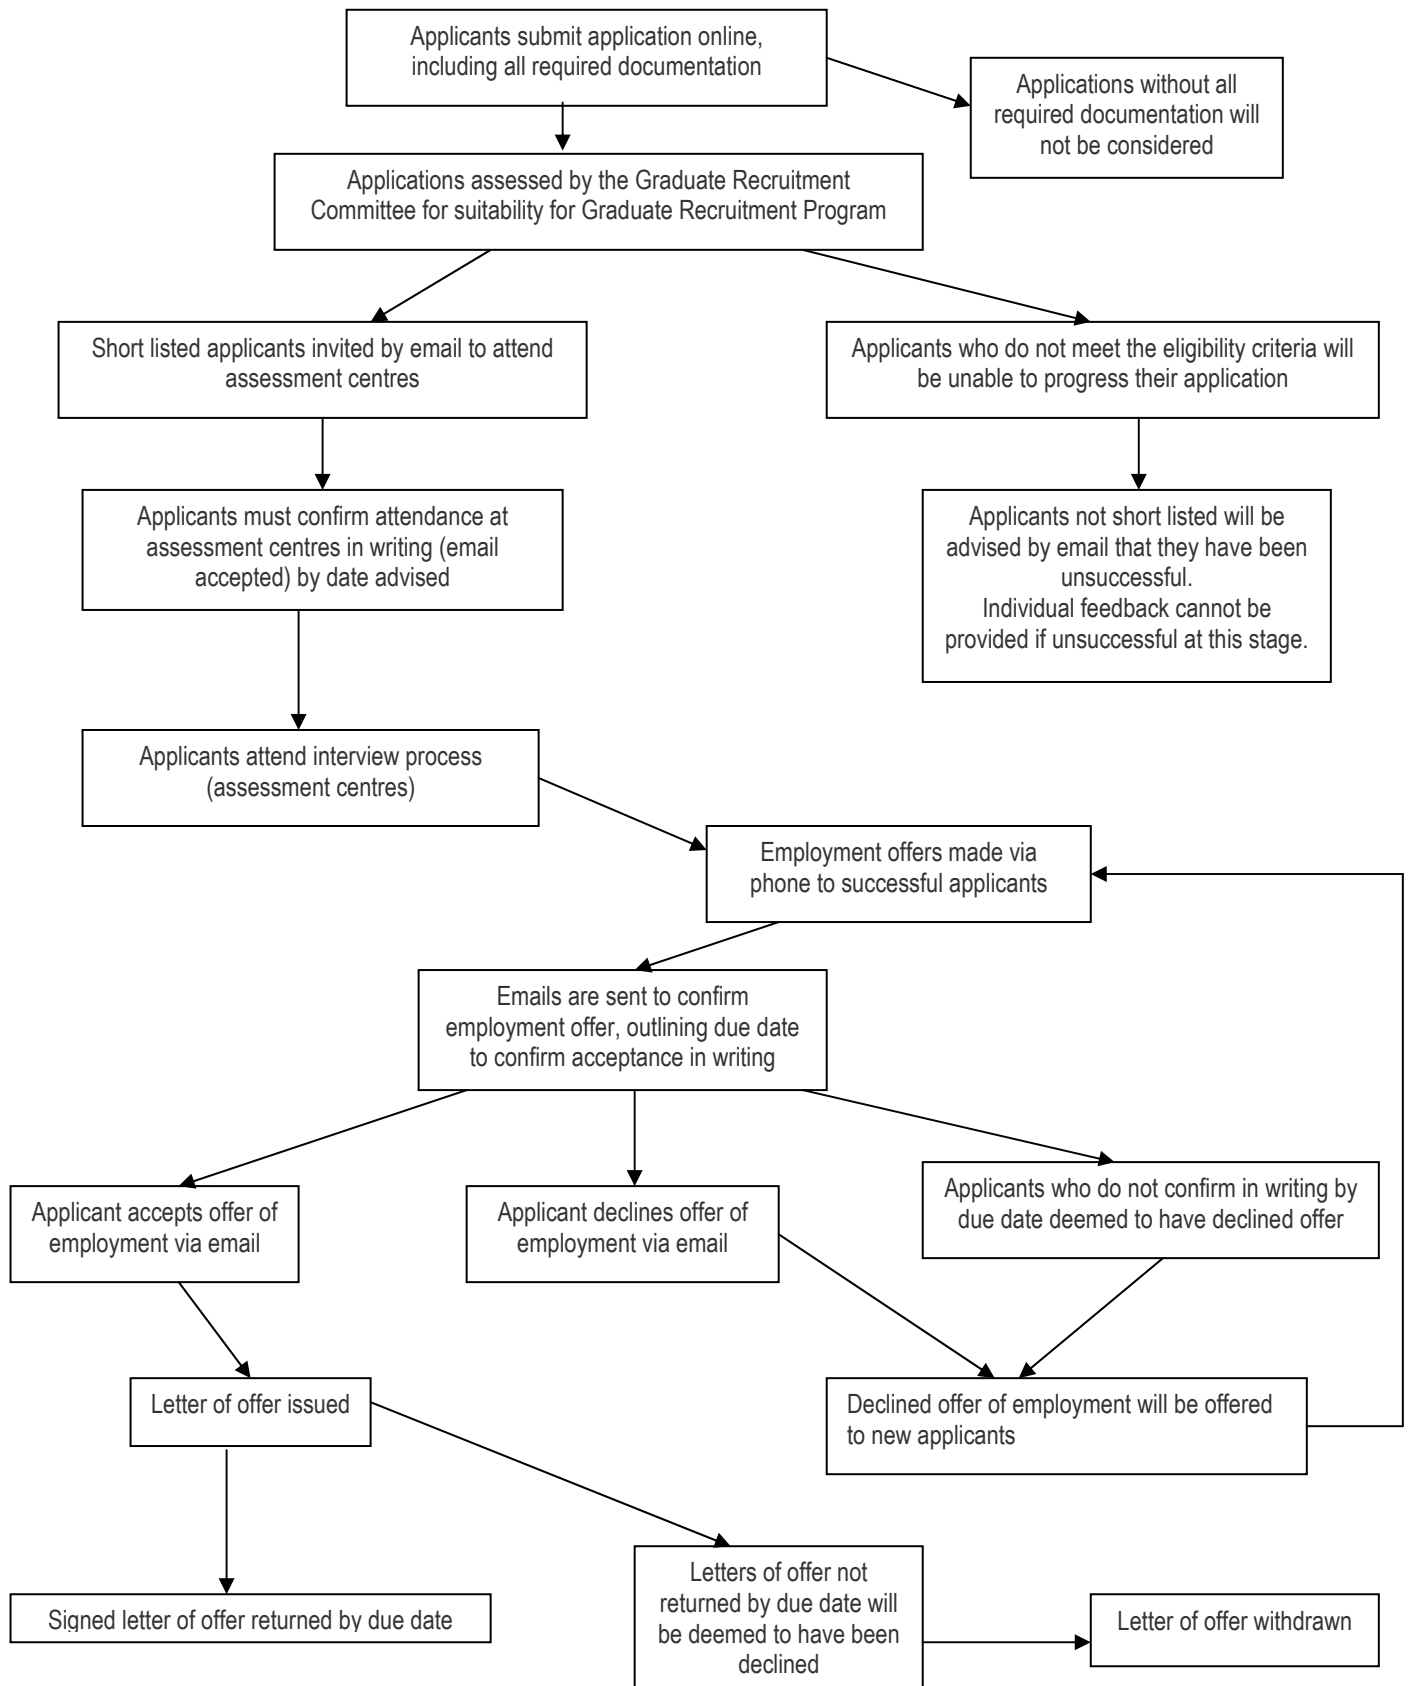 Applicants submit application online,
including all required documentation
Applications without all
required documentation will
not be considered
Applications assessed by the Graduate Recruitment
Committee for suitability for Graduate Recruitment Program
Short listed applicants invited by email to attend
assessment centres
Applicants who do not meet the eligibility criteria will
be unable to progress their application
Applicants must confirm attendance at
assessment centres in writing (email
accepted) by date advised
Applicants not short listed will be
advised by email that they have been
unsuccessful.
Individual feedback cannot be
provided if unsuccessful at this stage.
Applicants attend interview process
(assessment centres)
Employment offers made via
phone to successful applicants
Emails are sent to confirm
employment offer, outlining due date
to confirm acceptance in writing
Applicant accepts offer of
employment via email
Applicant declines offer of
employment via email
Applicants who do not confirm in writing by
due date deemed to have declined offer
Letter of offer issued
Declined offer of employment will be offered
to new applicants
Signed letter of offer returned by due date
Letters of offer not
returned by due date will
be deemed to have been
declined
Letter of offer withdrawn